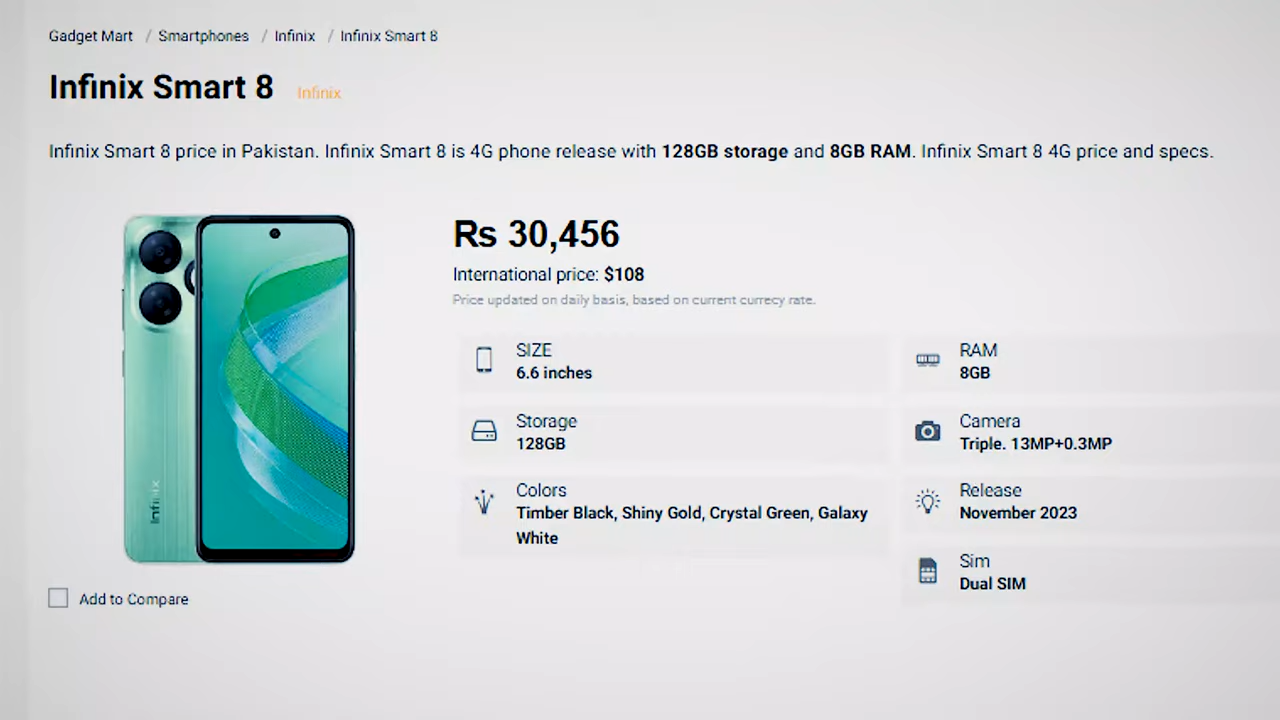 Gadget Mart / Smartphones / Infinix / Infinix Smart 8
Infinix Smart 8 Infinix
Infinix Smart 8 price in Pakistan. Infinix Smart 8 is 4G phone release with 128GB storage and 8GB RAM. Infinix Smart 8 4G price and specs.
Rs 30,456
International price: $108
Price updated on daily basis, based on current currecy rate.
SIZE
6.6 inches
RAM
8GB
Storage
128GB
Camera
Triple. 13MP+0.3MP
Colors
Timber Black, Shiny Gold, Crystal Green, Galaxy
White
Release
November 2023
Sim
Dual SIM
Infinix
Add to Compare